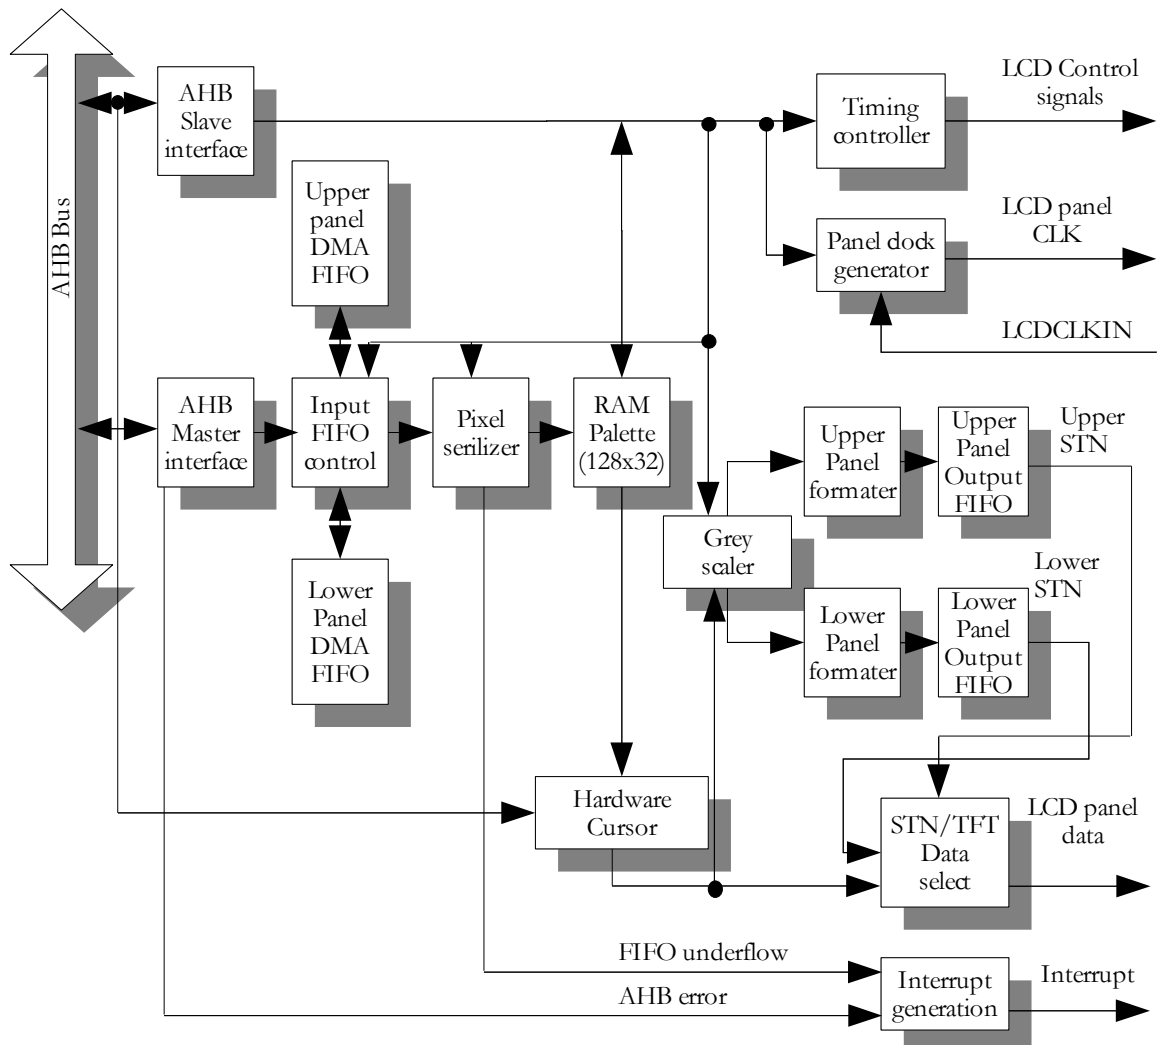 AHB Bus
AHB
Slave
interface
Upper
panel
DMA
FIFO
Timing
controller
LCD Control
signals
Panel clock
generator
LCD panel
CLK
LCDCLKIN
AHB
Master
interface
Input
FIFO
control
Pixel
serilizer
RAM
Palette
(128x32)
Upper
Panel
formater
Upper
Panel
Output
FIFO
Upper
STN
Grey
scaler
Lower
STN
Lower
Panel
DMA
FIFO
Lower
Panel
formater
Lower
Panel
Output
FIFO
Hardware
Cursor
STN/TFT
Data
select
LCD panel
data
FIFO underflow
AHB error
Interrupt
generation
Interrupt